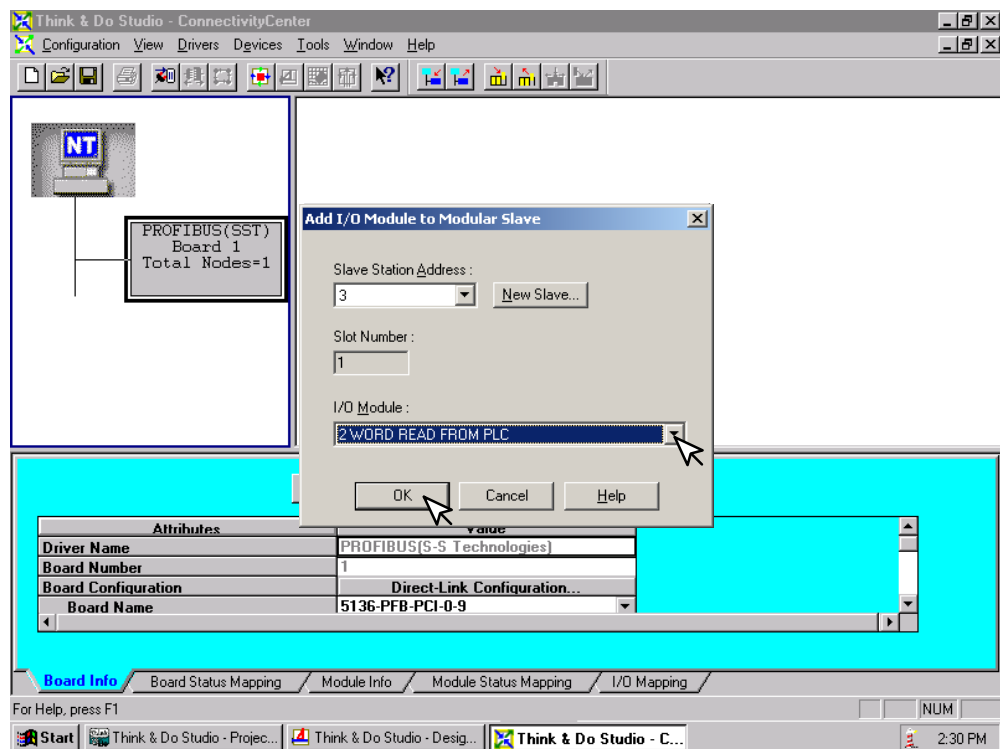 Think & Do Studio - ConnectivityCenter
Configuration View Drivers Devices Tools Window Help
NT
PROFIBUS(SST)
Board 1
Total Nodes=1
Add I/O Module to Modular Slave
Slave Station Address :
3 New Slave...
Slot Number :
1
I/O Module :
2 WORD READ FROM PLC
OK Cancel Help
Attributes Value
Driver Name PROFIBUS(S-S Technologies)
Board Number 1
Board Configuration Direct-Link Configuration...
Board Name 5136-PFB-PCI-0-9
Board Info Board Status Mapping Module Info Module Status Mapping I/O Mapping
For Help, press F1 NUM
Start Think & Do Studio - Projec... Think & Do Studio - Desig... Think & Do Studio - C... 2:30 PM